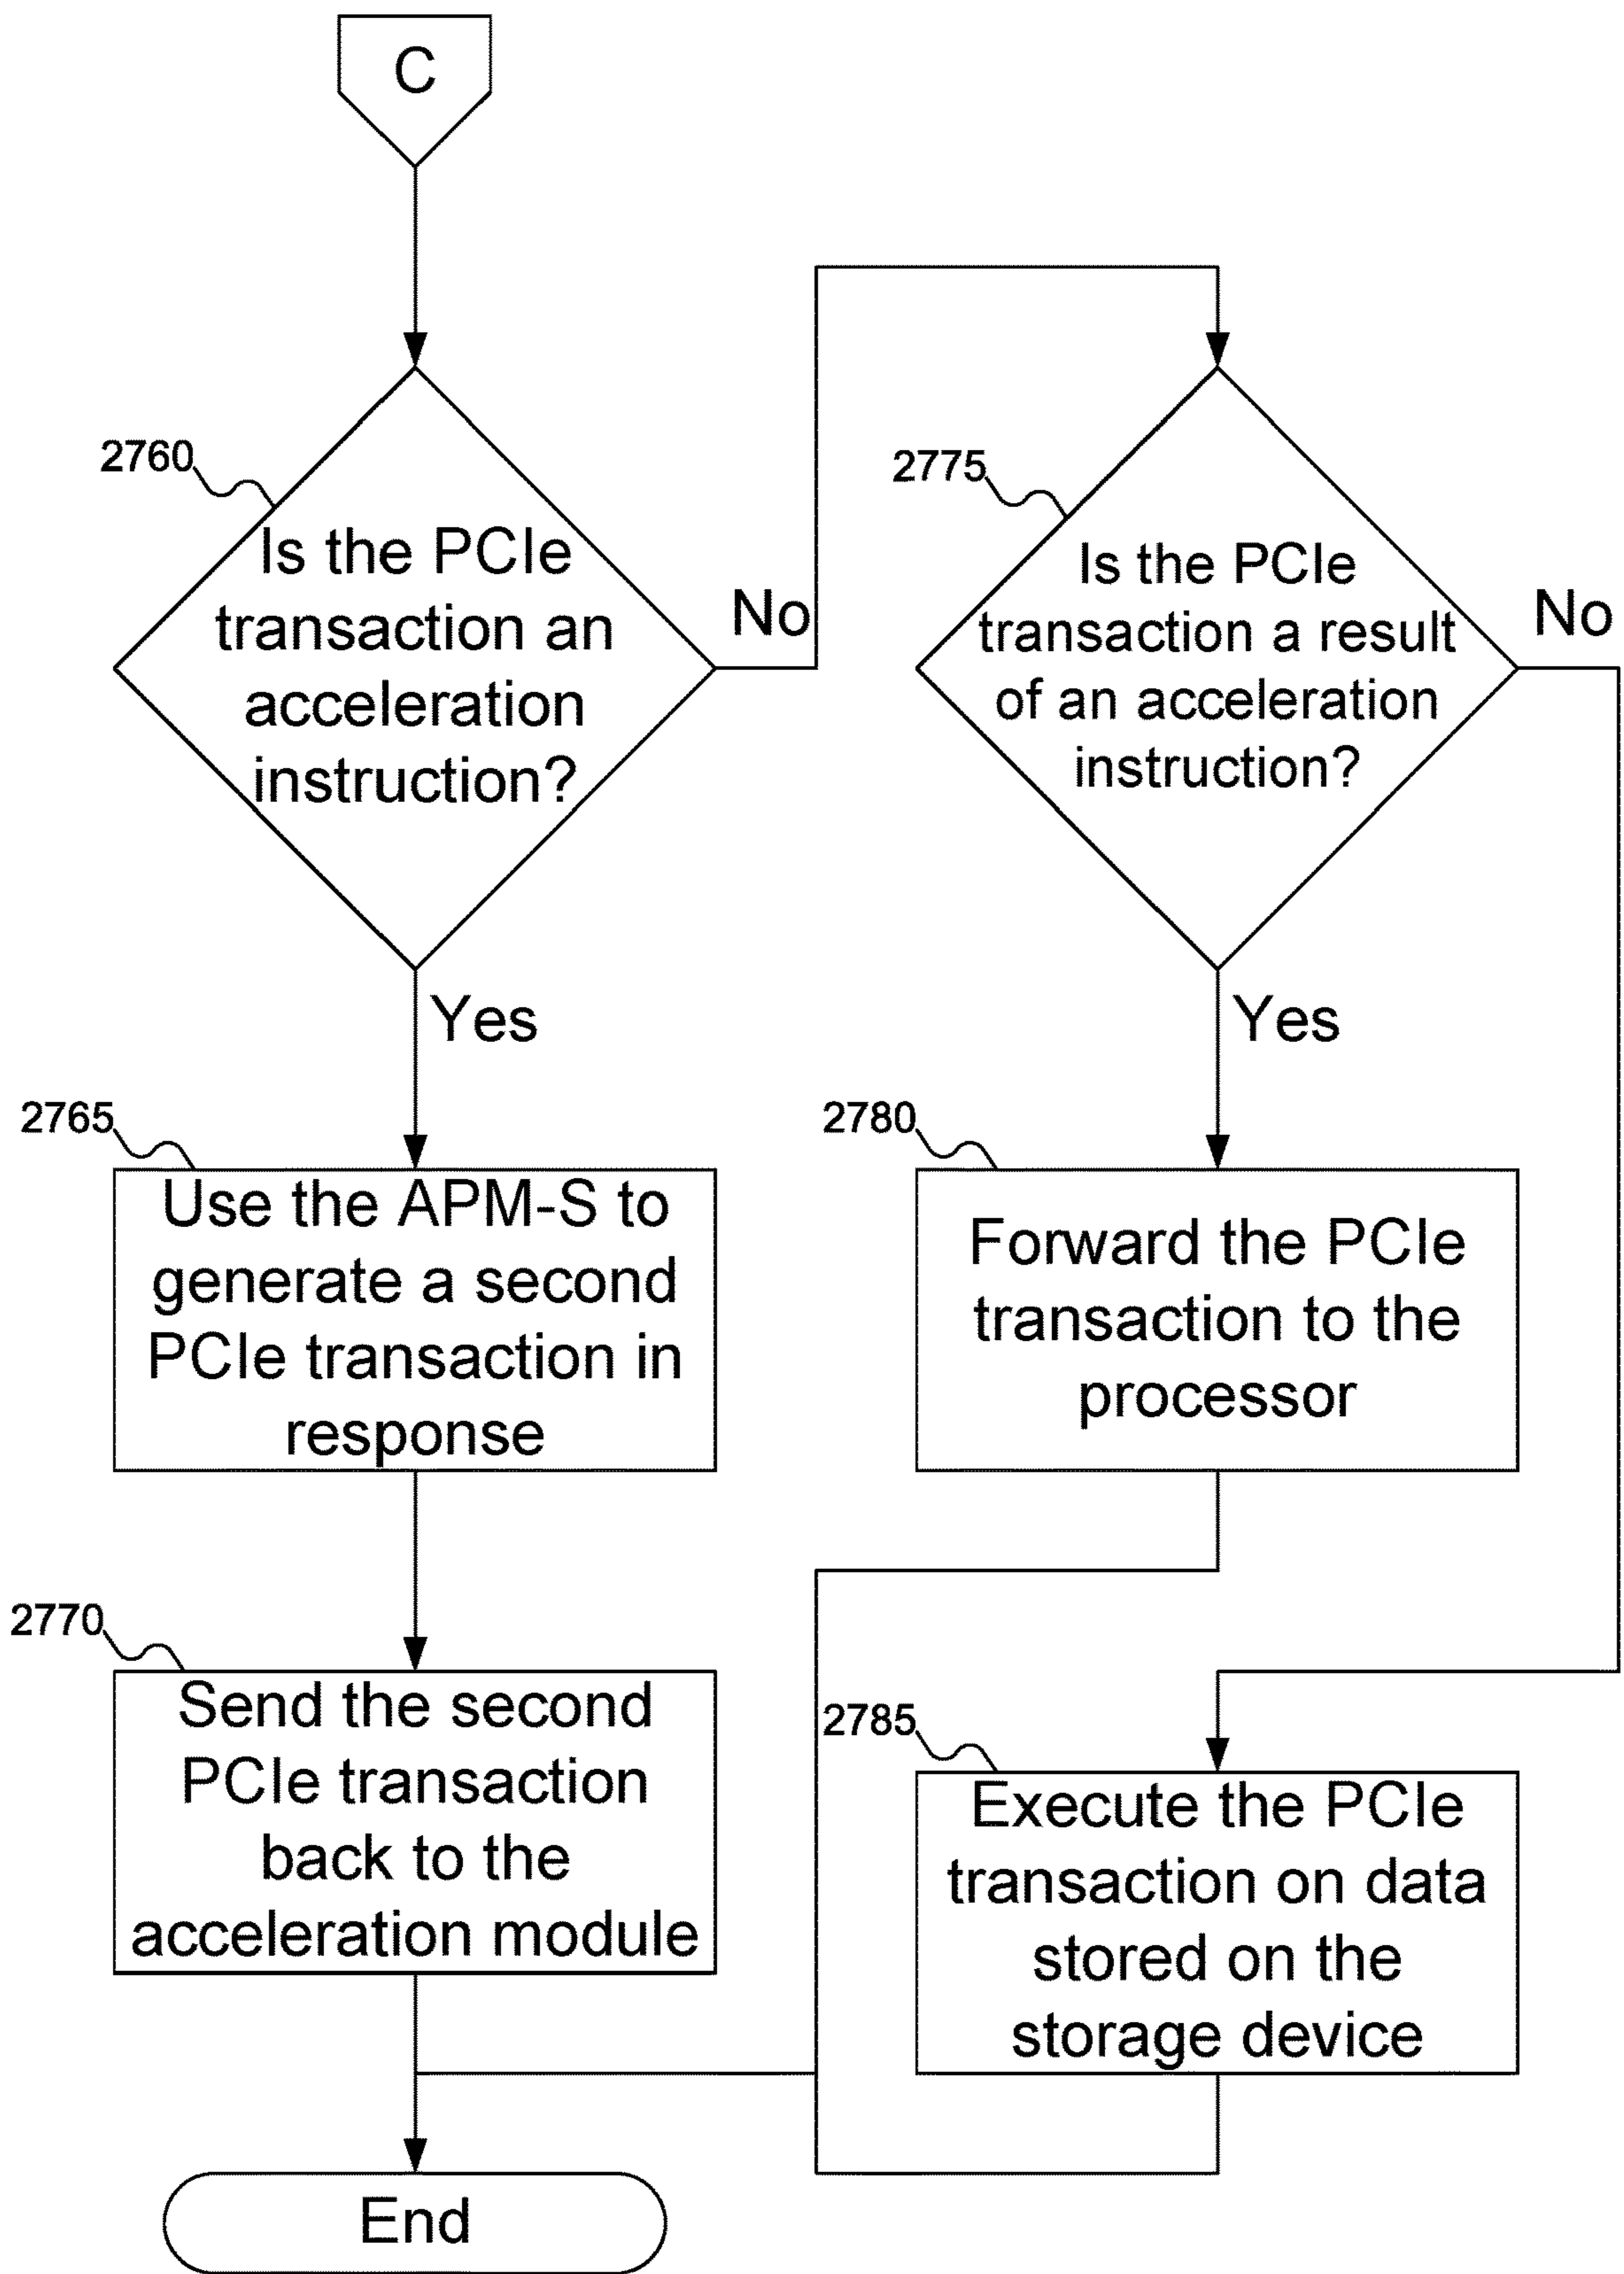 C
2760
Is the PCIe
transaction an
acceleration
instruction?
No
Yes
2775
Is the PCIe
transaction a result
of an acceleration
instruction?
No
Yes
2765
Use the APM-S to
generate a second
PCIe transaction in
response
2780
Forward the PCIe
transaction to the
processor
2770
Send the second
PCIe transaction
back to the
acceleration module
2785
Execute the PCIe
transaction on data
stored on the
storage device
End